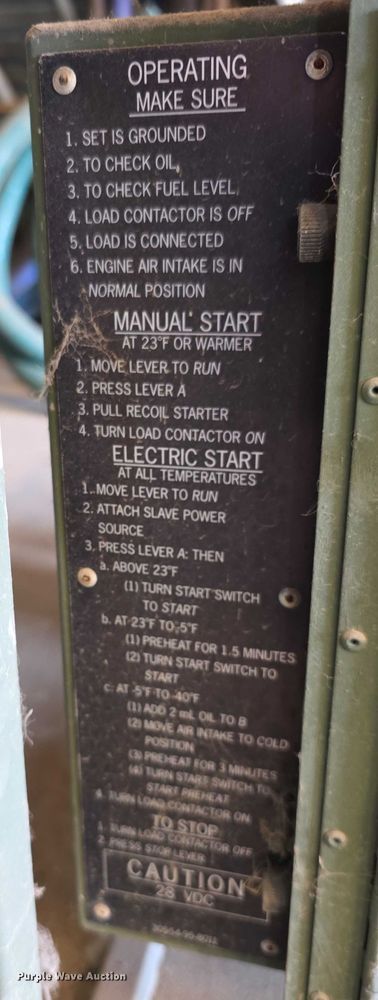 OPERATING
MAKE SURE
1. SET IS GROUNDED
2. TO CHECK OIL,
3. TO CHECK FUEL LEVEL
4. LOAD CONTACTOR IS OFF
5. LOAD IS CONNECTED
6. ENGINE AIR INTAKE IS IN
NORMAL POSITION
MANUAL START
AT 23°F OR WARMER
1. MOVE LEVER TO RUN
2. PRESS LEVER A
3. PULL RECOIL STARTER
4. TURN LOAD CONTACTOR ON
ELECTRIC START
AT ALL TEMPERATURES
1. MOVE LEVER TO RUN
2. ATTACH SLAVE POWER
SOURCE
3. PRESS LEVER A: THEN
a. ABOVE 23°F
(1) TURN START SWITCH
TO START
b. AT 23°F TO -5°F
(1) PREHEAT FOR 1.5 MINUTES
(2) TURN START SWITCH TO
START
c. AT -5°F TO -40°F
(1) ADD 2 mL OIL TO B
(2) MOVE AIR INTAKE TO COLD
POSITION
(3) PREHEAT FOR 3 MINUTES
(4) TURN START SWITCH TO
START PREHEAT
4. TURN LOAD CONTACTOR ON
TO STOP
1. TURN LOAD CONTACTOR OFF
2. PRESS STOP LEVER
CAUTION
28 VDC
Purple Wave Auction